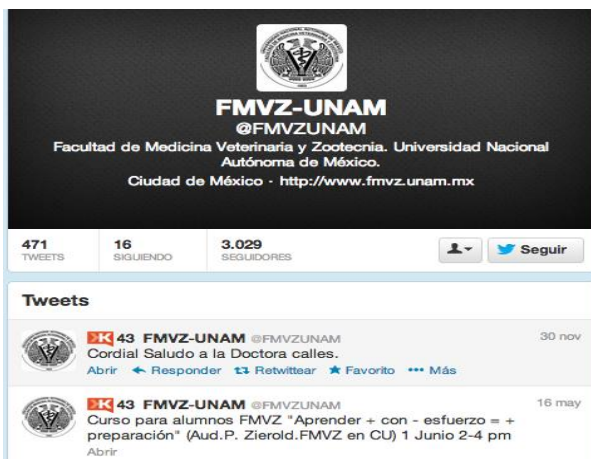 FMVZ-UNAM
@FMVZUNAM
Facultad de Medicina Veterinaria y Zootecnia. Universidad Nacional
Autónoma de México.
Ciudad de México - http://www.fmvz.unam.mx
471 16 3.029
TWEETS SIGUIENDO SEGUIDORES
Seguir
Tweets
K 43 FMVZ-UNAM @FMVZUNAM 30 nov
Cordial Saludo a la Doctora calles.
Abrir Responder Retwittear Favorito Más
K 43 FMVZ-UNAM @FMVZUNAM 16 may
Curso para alumnos FMVZ "Aprender + con - esfuerzo = +
preparación" (Aud.P. Zierold.FMVZ en CU) 1 Junio 2-4 pm
Abrir